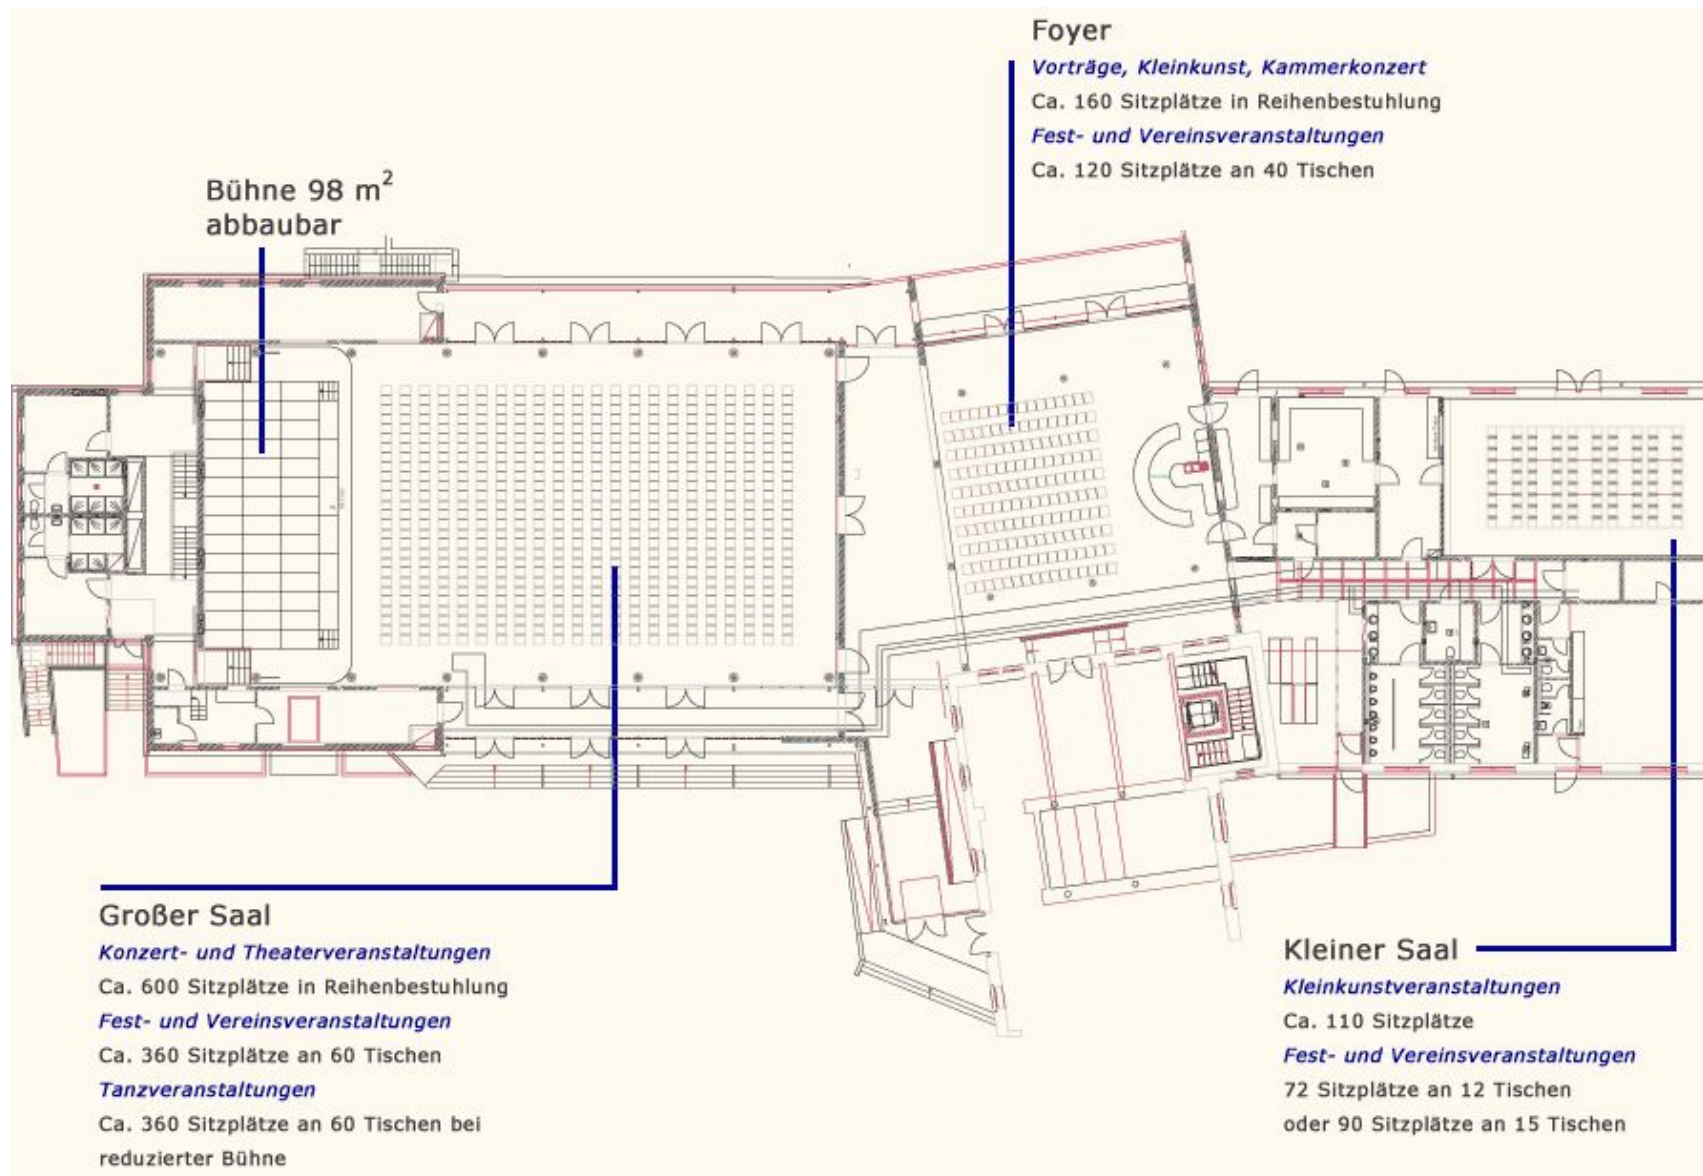 Foyer
Vorträge, Kleinkunst, Kammerkonzert
Ca. 160 Sitzplätze in Reihenbestuhlung
Fest- und Vereinsveranstaltungen
Ca. 120 Sitzplätze an 40 Tischen
Bühne 98 m²
abbaubar
Großer Saal
Konzert- und Theaterveranstaltungen
Ca. 600 Sitzplätze in Reihenbestuhlung
Fest- und Vereinsveranstaltungen
Ca. 360 Sitzplätze an 60 Tischen
Tanzveranstaltungen
Ca. 360 Sitzplätze an 60 Tischen bei
reduzierter Bühne
Kleiner Saal
Kleinkunstveranstaltungen
Ca. 110 Sitzplätze
Fest- und Vereinsveranstaltungen
72 Sitzplätze an 12 Tischen
oder 90 Sitzplätze an 15 Tischen